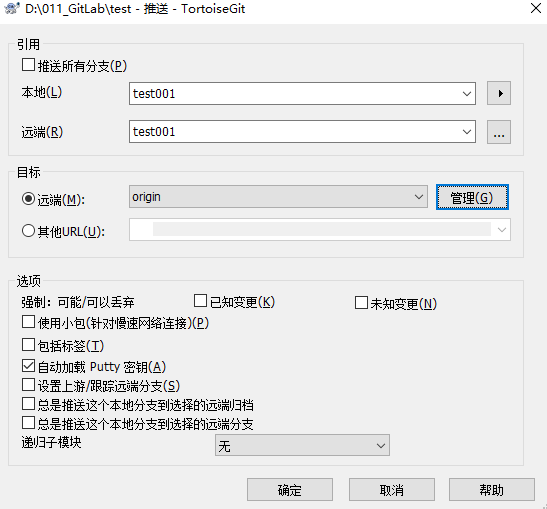 D:\011_GitLab\test - 推送 - TortoiseGit
引用
推送所有分支(P)
本地(L) test001
远端(R) test001 ...
目标
远端(M): origin 管理(G)
其他URL(U):
选项
强制：可能/可以丢弃 已知变更(K) 未知变更(N)
使用小包(针对慢速网络连接)(P)
包括标签(T)
自动加载 Putty 密钥(A)
设置上游/跟踪远端分支(S)
总是推送这个本地分支到选择的远端归档
总是推送这个本地分支到选择的远端分支
递归子模块 无
确定 取消 帮助